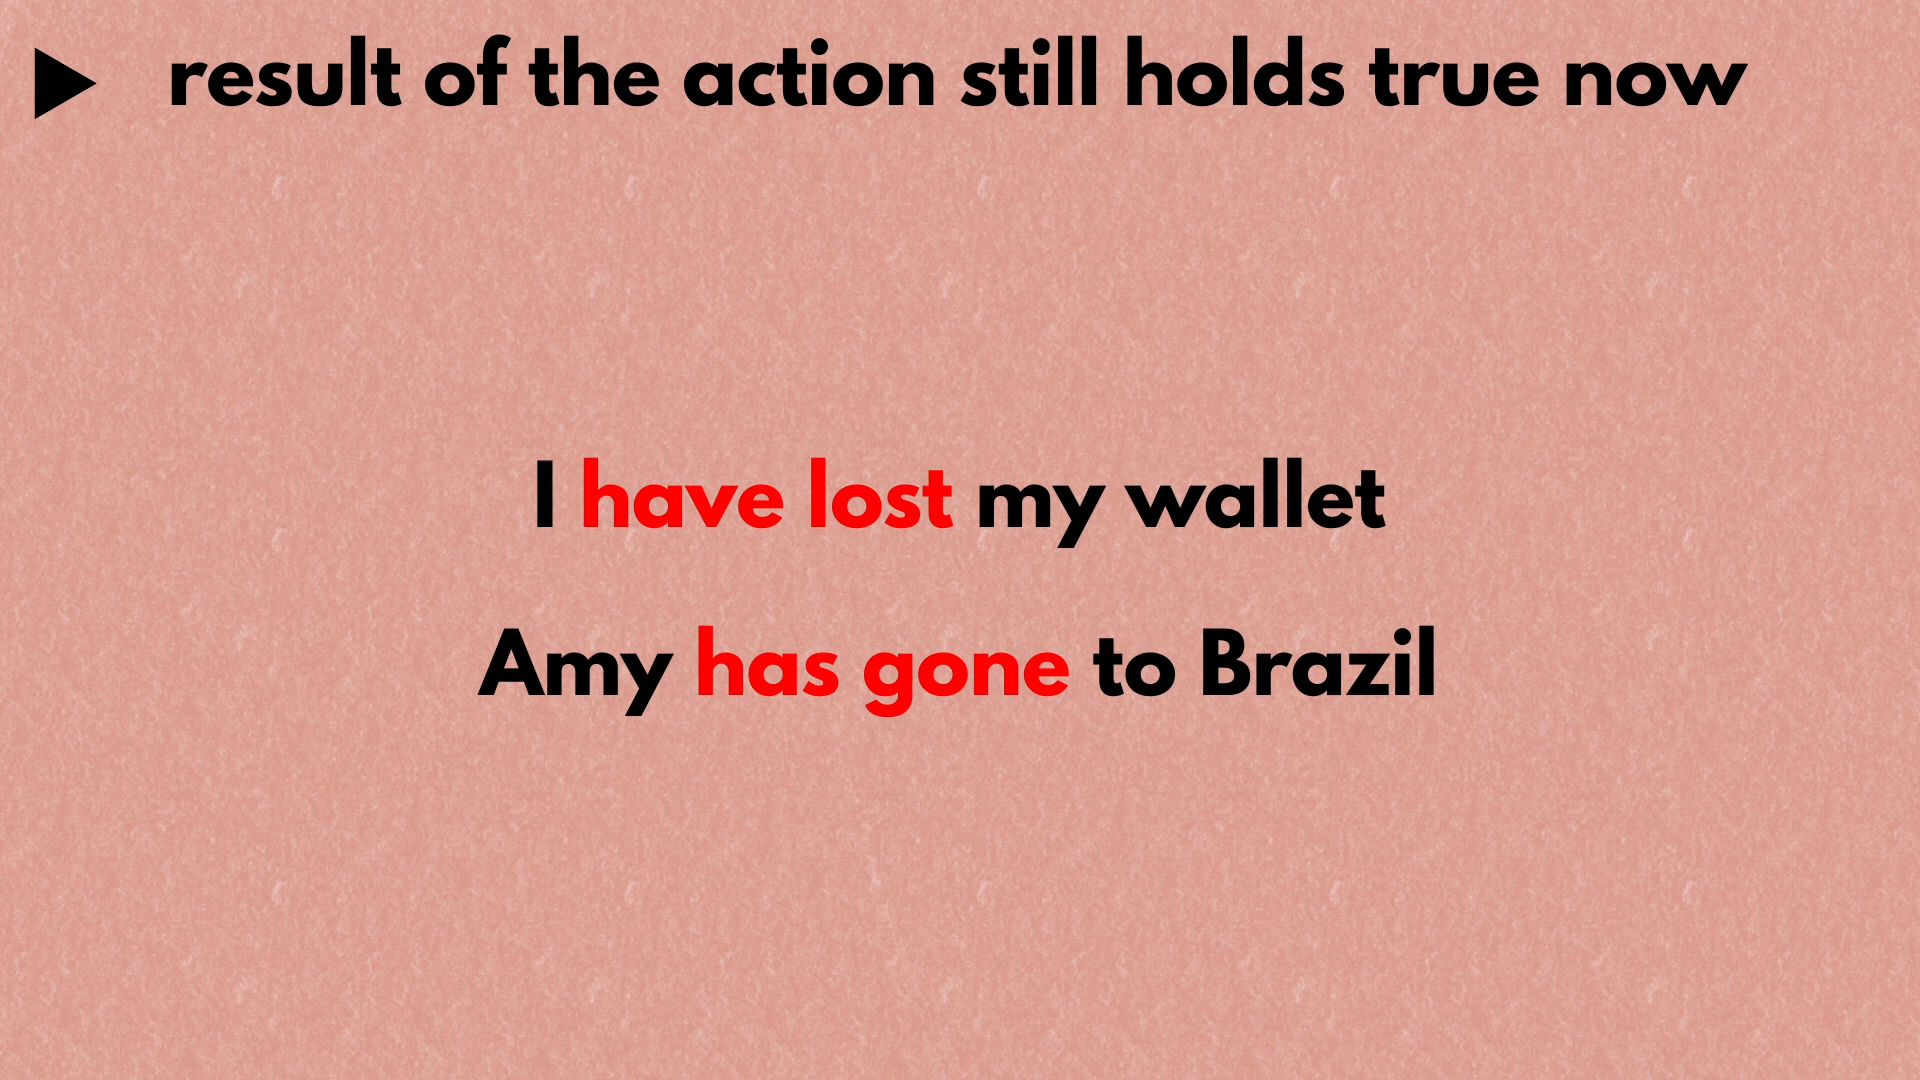 result of the action still holds true now
I have lost my wallet
Amy has gone to Brazil